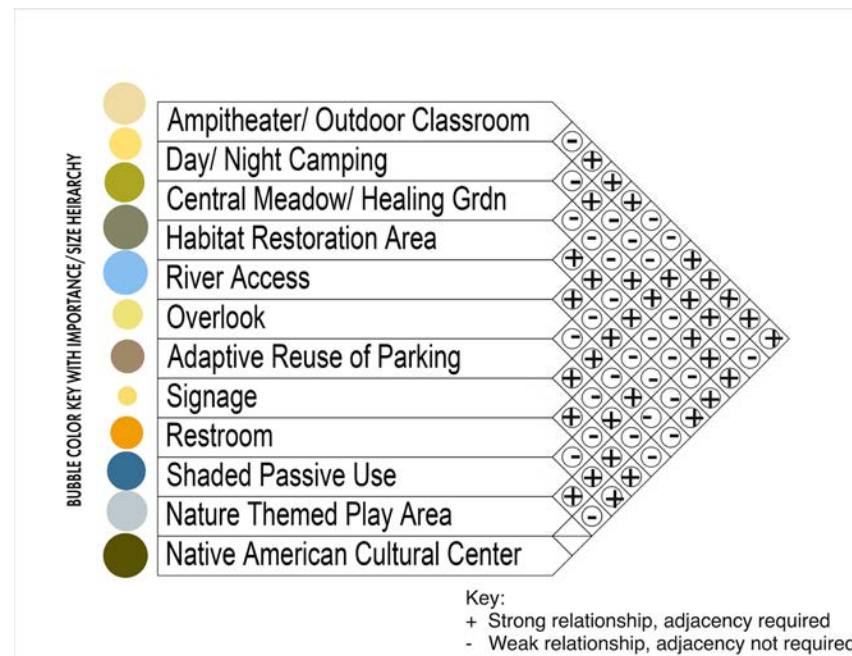 BUBBLE COLOR KEY WITH IMPORTANCE/SIZE HEIRARCHY
Ampitheater/ Outdoor Classroom
Day/ Night Camping
Central Meadow/ Healing Grdn
Habitat Restoration Area
River Access
Overlook
Adaptive Reuse of Parking
Signage
Restroom
Shaded Passive Use
Nature Themed Play Area
Native American Cultural Center
Key:
+ Strong relationship, adjacency required
- Weak relationship, adjacency not required